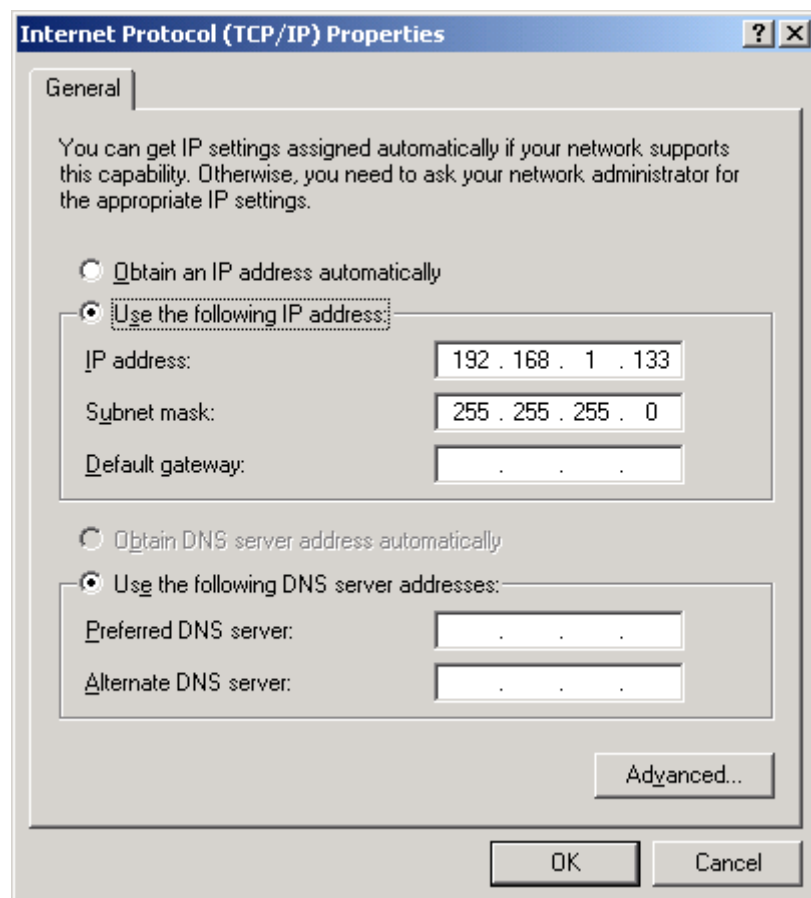 Internet Protocol (TCP/IP) Properties
General
You can get IP settings assigned automatically if your network supports
this capability. Otherwise, you need to ask your network administrator for
the appropriate IP settings.
Obtain an IP address automatically
Use the following IP address:
IP address: 192 . 168 . 1 . 133
Subnet mask: 255 . 255 . 255 . 0
Default gateway: . . .
Obtain DNS server address automatically
Use the following DNS server addresses:
Preferred DNS server: . . .
Alternate DNS server: . . .
Advanced...
OK Cancel